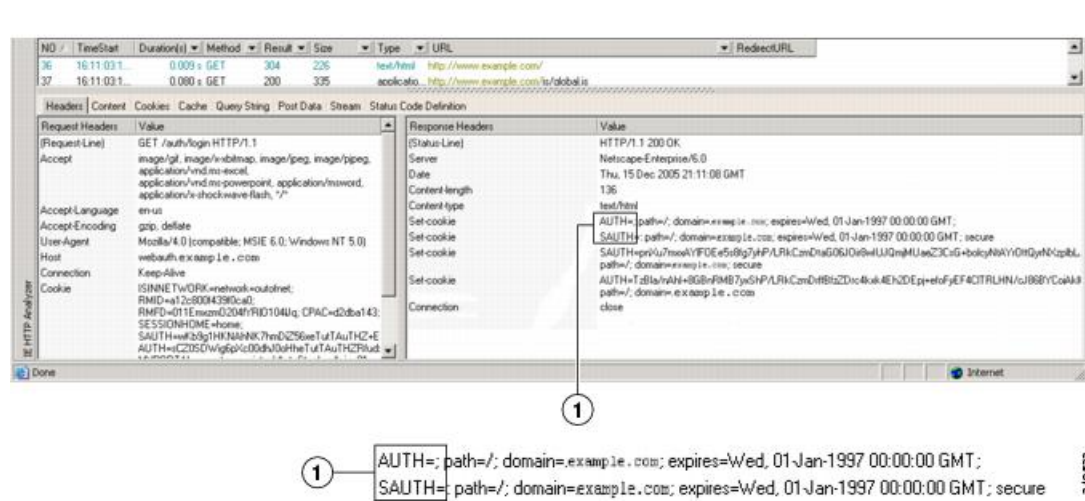 NO / TimeStart Duration(s) Method Result Size Type URL RedirectURL
36 16:11:03:1... 0.009 s GET 304 226 text/html http://www.example.com/
37 16:11:03:1... 0.080 s GET 200 335 applicatio... http://www.example.com/js/global.js
Headers Content Cookies Cache Query String Post Data Stream Status Code Definition
Request Headers Value
(Request-Line) GET /auth/login HTTP/1.1
Accept image/gif, image/x-xbitmap, image/jpeg, image/pjpeg,
application/vnd.ms-excel,
application/vnd.ms-powerpoint, application/msword,
application/x-shockwave-flash, */*
Accept-Language en-us
Accept-Encoding gzip, deflate
User-Agent Mozilla/4.0 (compatible; MSIE 6.0; Windows NT 5.0)
Host webauth.example.com
Connection Keep-Alive
Cookie ISINNETWORK=network=outofnet;
RMID=a12c800f439f0ca0;
CPAC=d2dba143;
SESSIONHOME=home;
Response Headers Value
(Status-Line) HTTP/1.1 200 OK
Server Netscape-Enterprise/6.0
Date Thu, 15 Dec 2005 21:11:08 GMT
Content-length 136
Content-type text/html
Set-cookie AUTH=; path=/; domain=.example.com; expires=Wed, 01-Jan-1997 00:00:00 GMT;
Set-cookie SAUTH=; path=/; domain=example.com; expires=Wed, 01-Jan-1997 00:00:00 GMT; secure
Set-cookie
path=/; domain=.example.com; secure
Set-cookie
path=/; domain=.example.com
Connection close
IE HTTP Analyzer
Done Internet
1
1
AUTH=; path=/; domain=.example.com; expires=Wed, 01-Jan-1997 00:00:00 GMT;
SAUTH=; path=/; domain=example.com; expires=Wed, 01-Jan-1997 00:00:00 GMT; secure